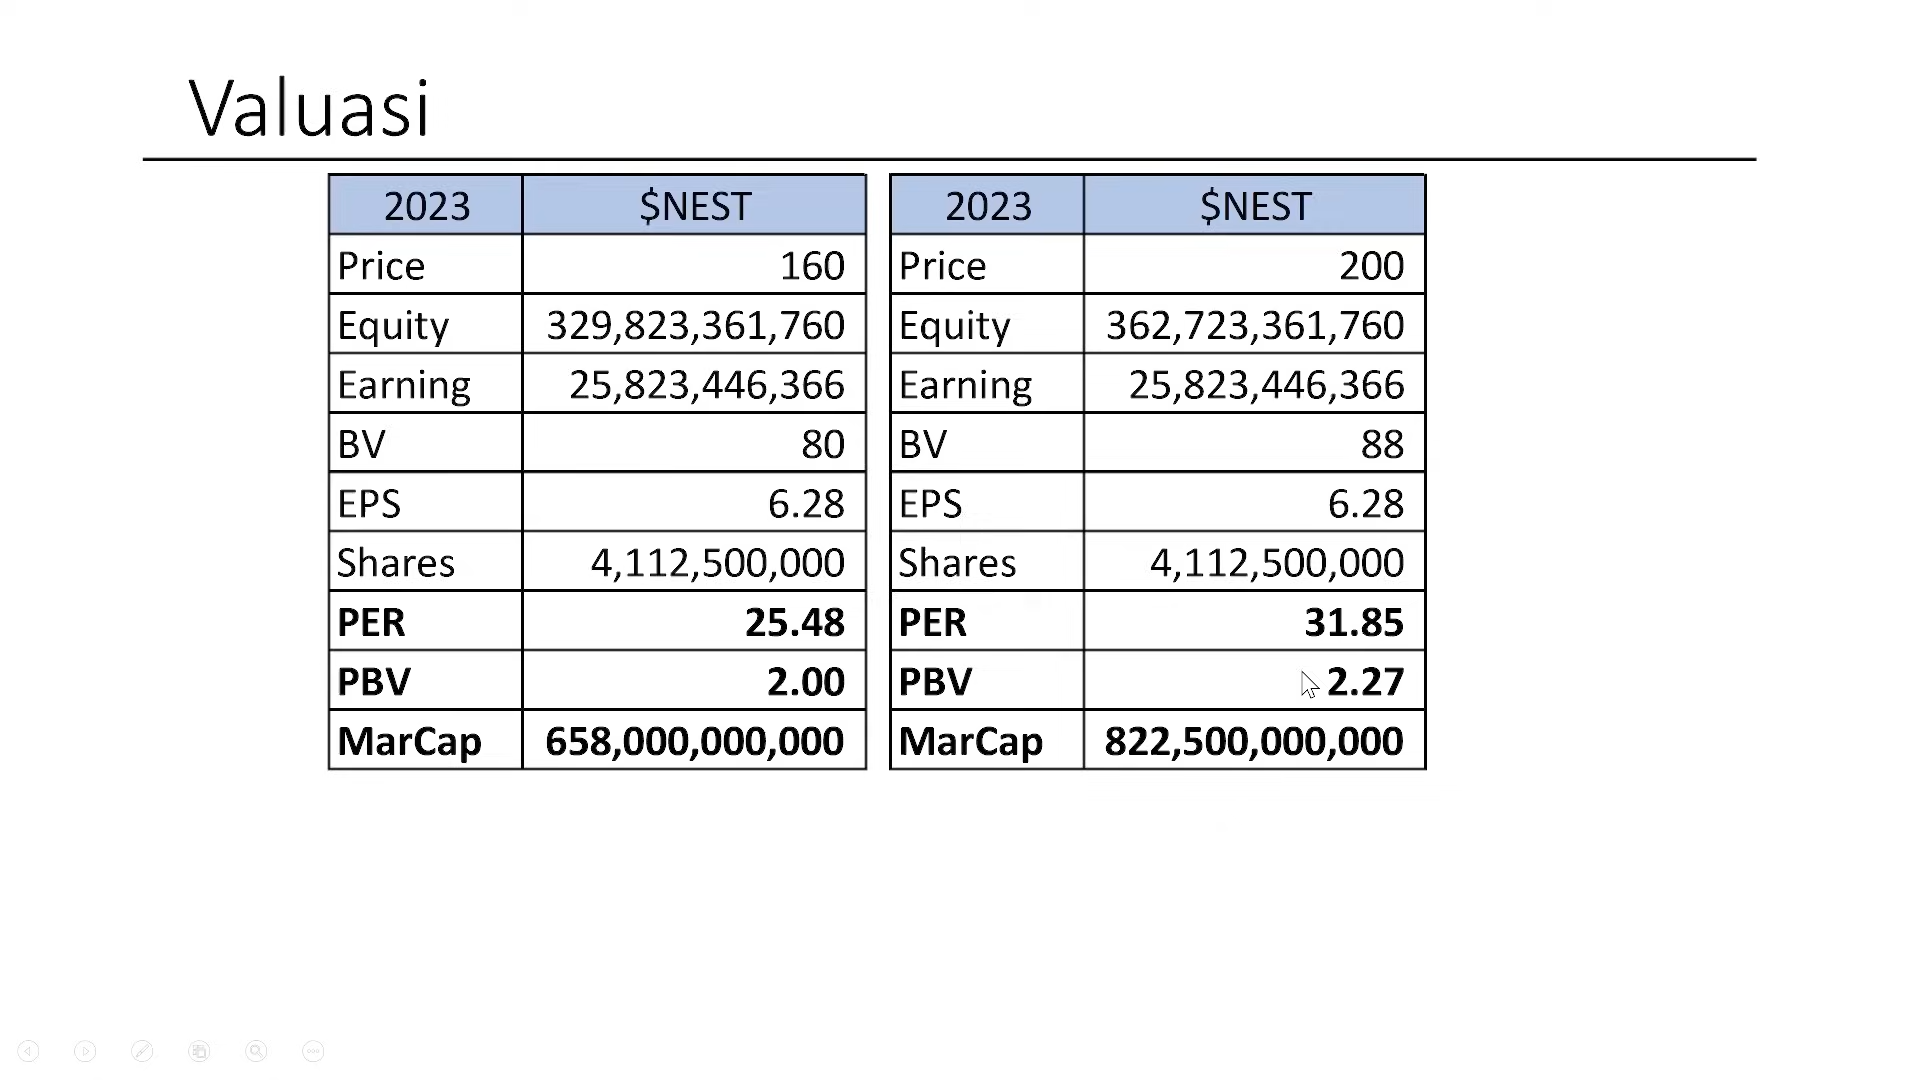 Valuasi
2023 $NEST
Price 160
Equity 329,823,361,760
Earning 25,823,446,366
BV 80
EPS 6.28
Shares 4,112,500,000
PER 25.48
PBV 2.00
MarCap 658,000,000,000
2023 $NEST
Price 200
Equity 362,723,361,760
Earning 25,823,446,366
BV 88
EPS 6.28
Shares 4,112,500,000
PER 31.85
PBV 2.27
MarCap 822,500,000,000